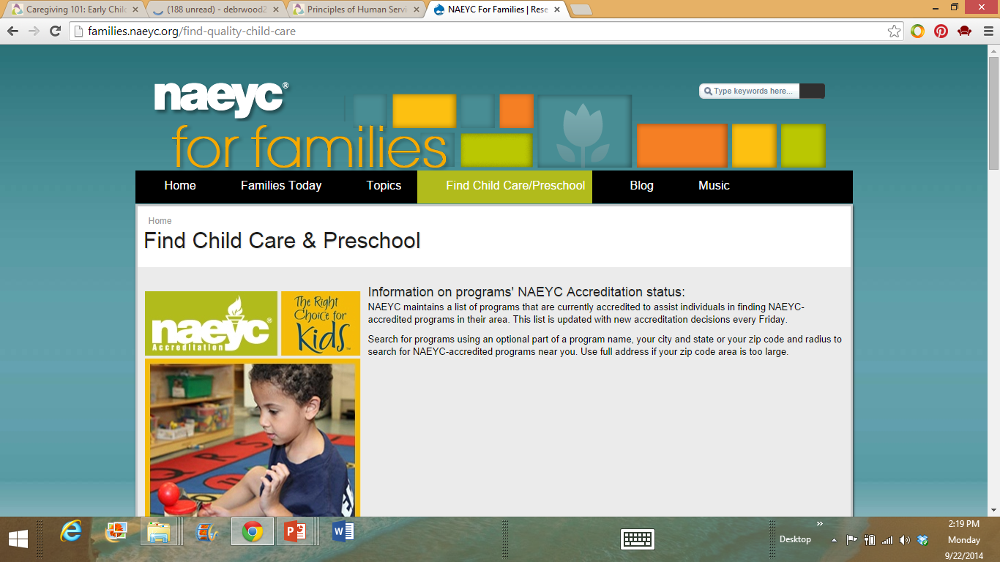 Caregiving 101: Early Chil
(188 unread) - debrwood2
Principles of Human Servi
NAEYC For Families | Rese
families.naeyc.org/find-quality-child-care
naeyc®
for families
Type keywords here...
Home Families Today Topics Find Child Care/Preschool Blog Music
Home
Find Child Care & Preschool
naeyc®
Accreditation
The Right
Choice for
Kids™
Information on programs' NAEYC Accreditation status:
NAEYC maintains a list of programs that are currently accredited to assist individuals in finding NAEYC-
accredited programs in their area. This list is updated with new accreditation decisions every Friday.
Search for programs using an optional part of a program name, your city and state or your zip code and radius to
search for NAEYC-accredited programs near you. Use full address if your zip code area is too large.
Desktop
2:19 PM
Monday
9/22/2014